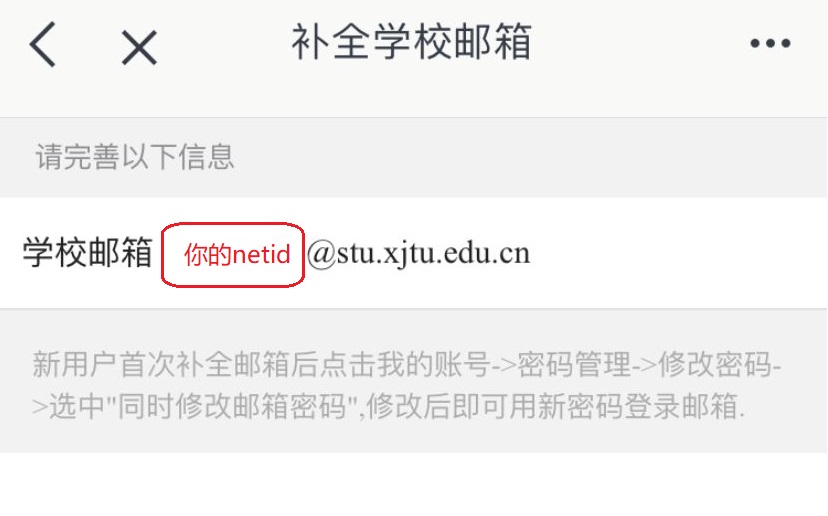 补全学校邮箱
请完善以下信息
学校邮箱 你的netid @stu.xjtu.edu.cn
新用户首次补全邮箱后点击我的账号->密码管理->修改密码-
>选中"同时修改邮箱密码",修改后即可用新密码登录邮箱.